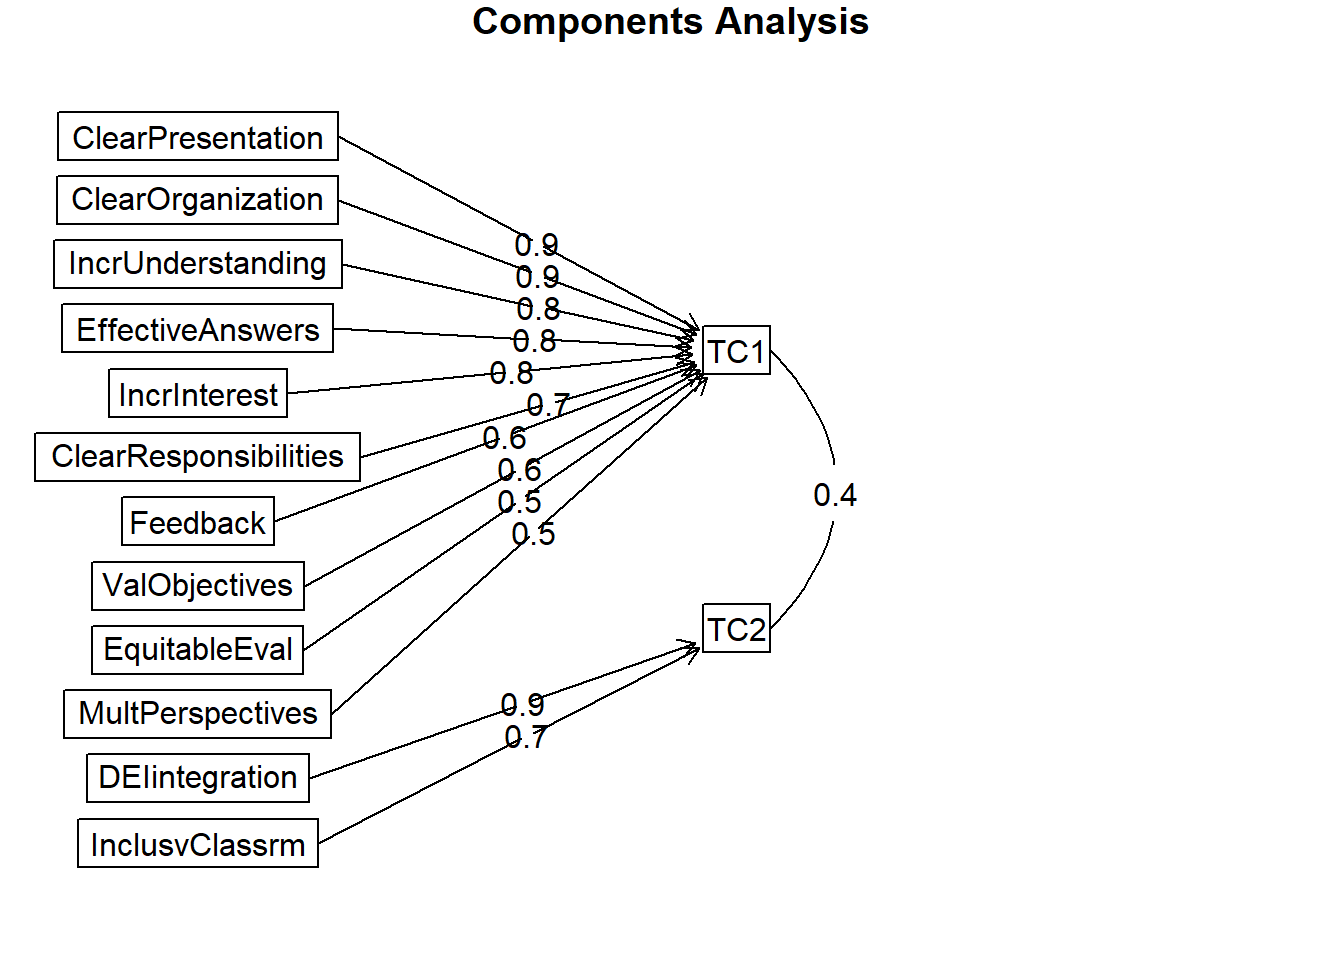 Components Analysis
ClearPresentation
ClearOrganization
IncrUnderstanding
EffectiveAnswers
IncrInterest
ClearResponsibilities
Feedback
ValObjectives
EquitableEval
MultPerspectives
DEIintegration
InclusvClassrm
0.9
0.9
0.8
0.8
0.8
0.7
0.6
0.6
0.5
0.5
0.9
0.7
TC1
TC2
0.4